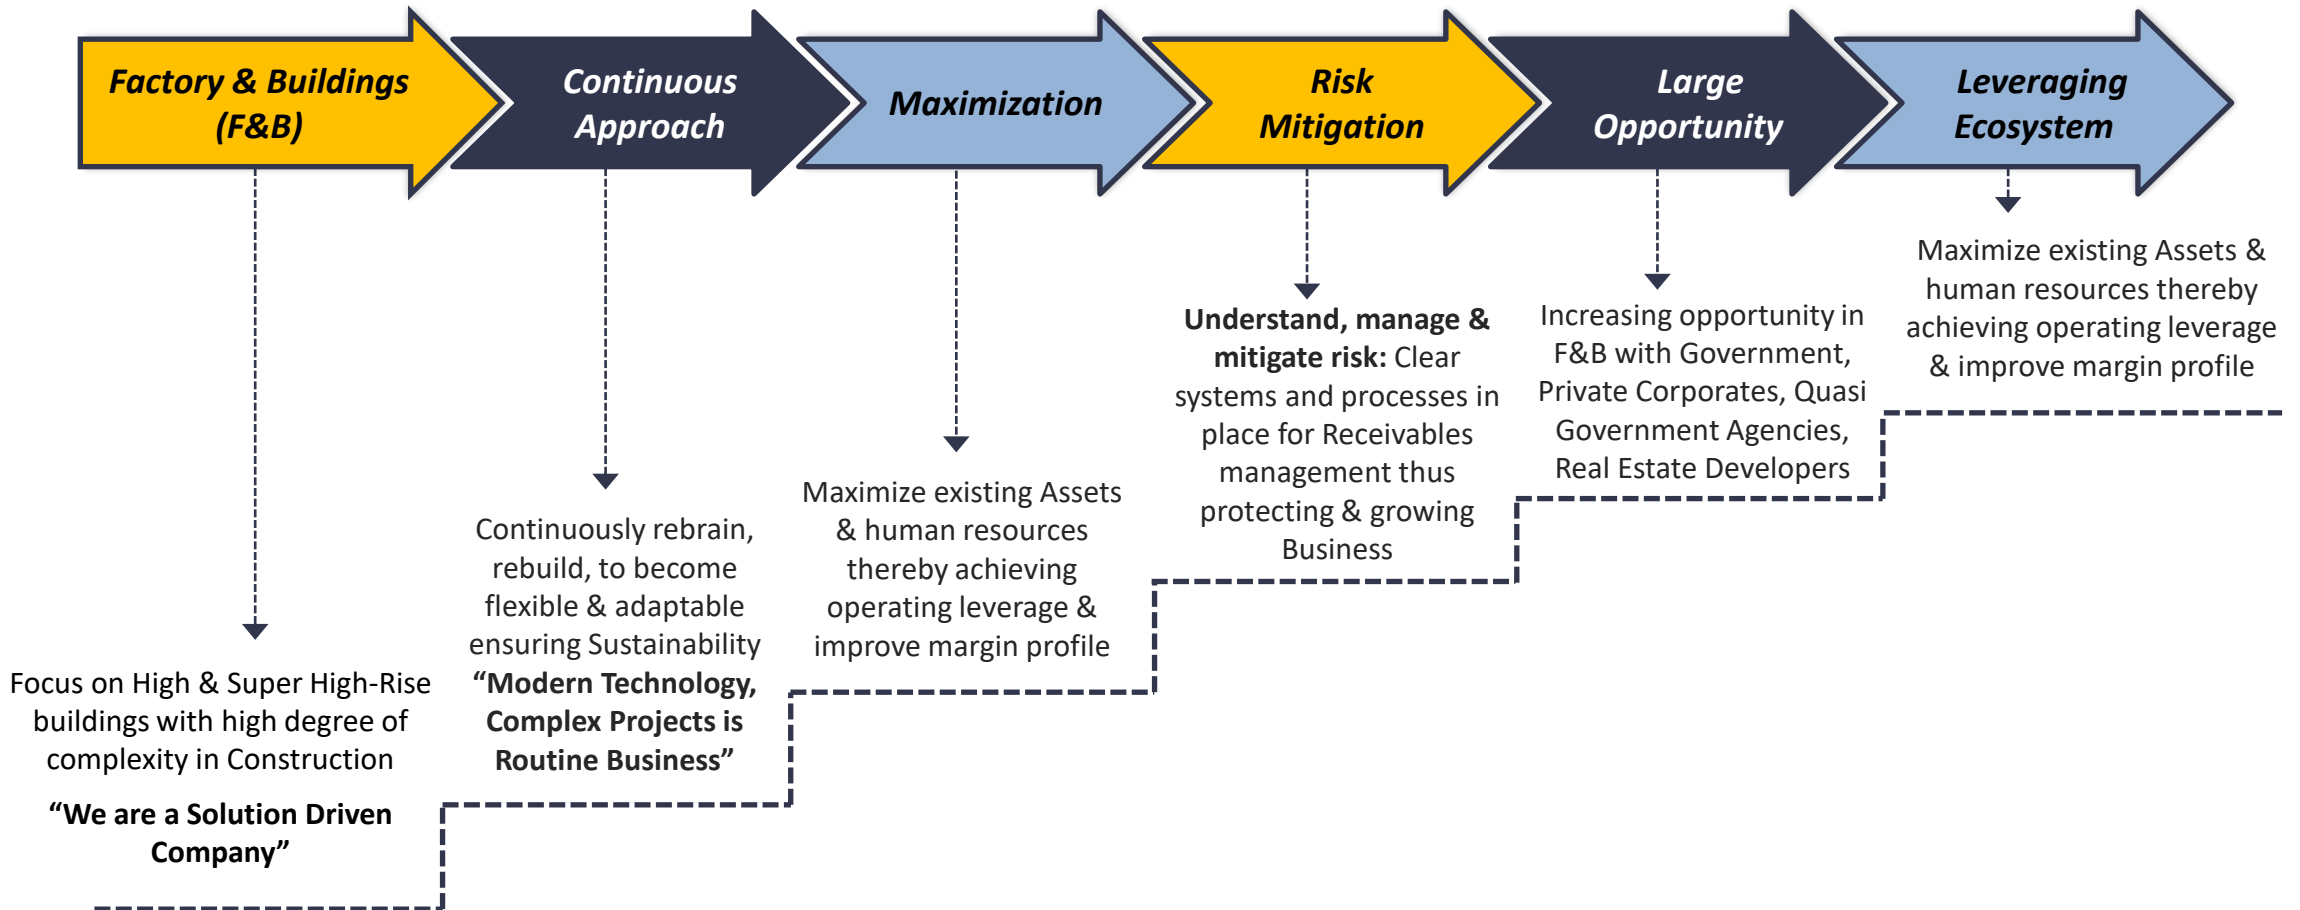 Factory & Buildings
(F&B)
Continuous
Approach
Maximization
Risk
Mitigation
Large
Opportunity
Leveraging
Ecosystem
Focus on High & Super High-Rise
buildings with high degree of
complexity in Construction
“We are a Solution Driven
Company”
Continuously rebrain,
rebuild, to become
flexible & adaptable
ensuring Sustainability
“Modern Technology,
Complex Projects is
Routine Business”
Maximize existing Assets
& human resources
thereby achieving
operating leverage &
improve margin profile
Understand, manage &
mitigate risk: Clear
systems and processes in
place for Receivables
management thus
protecting & growing
Business
Increasing opportunity in
F&B with Government,
Private Corporates, Quasi
Government Agencies,
Real Estate Developers
Maximize existing Assets &
human resources thereby
achieving operating leverage
& improve margin profile